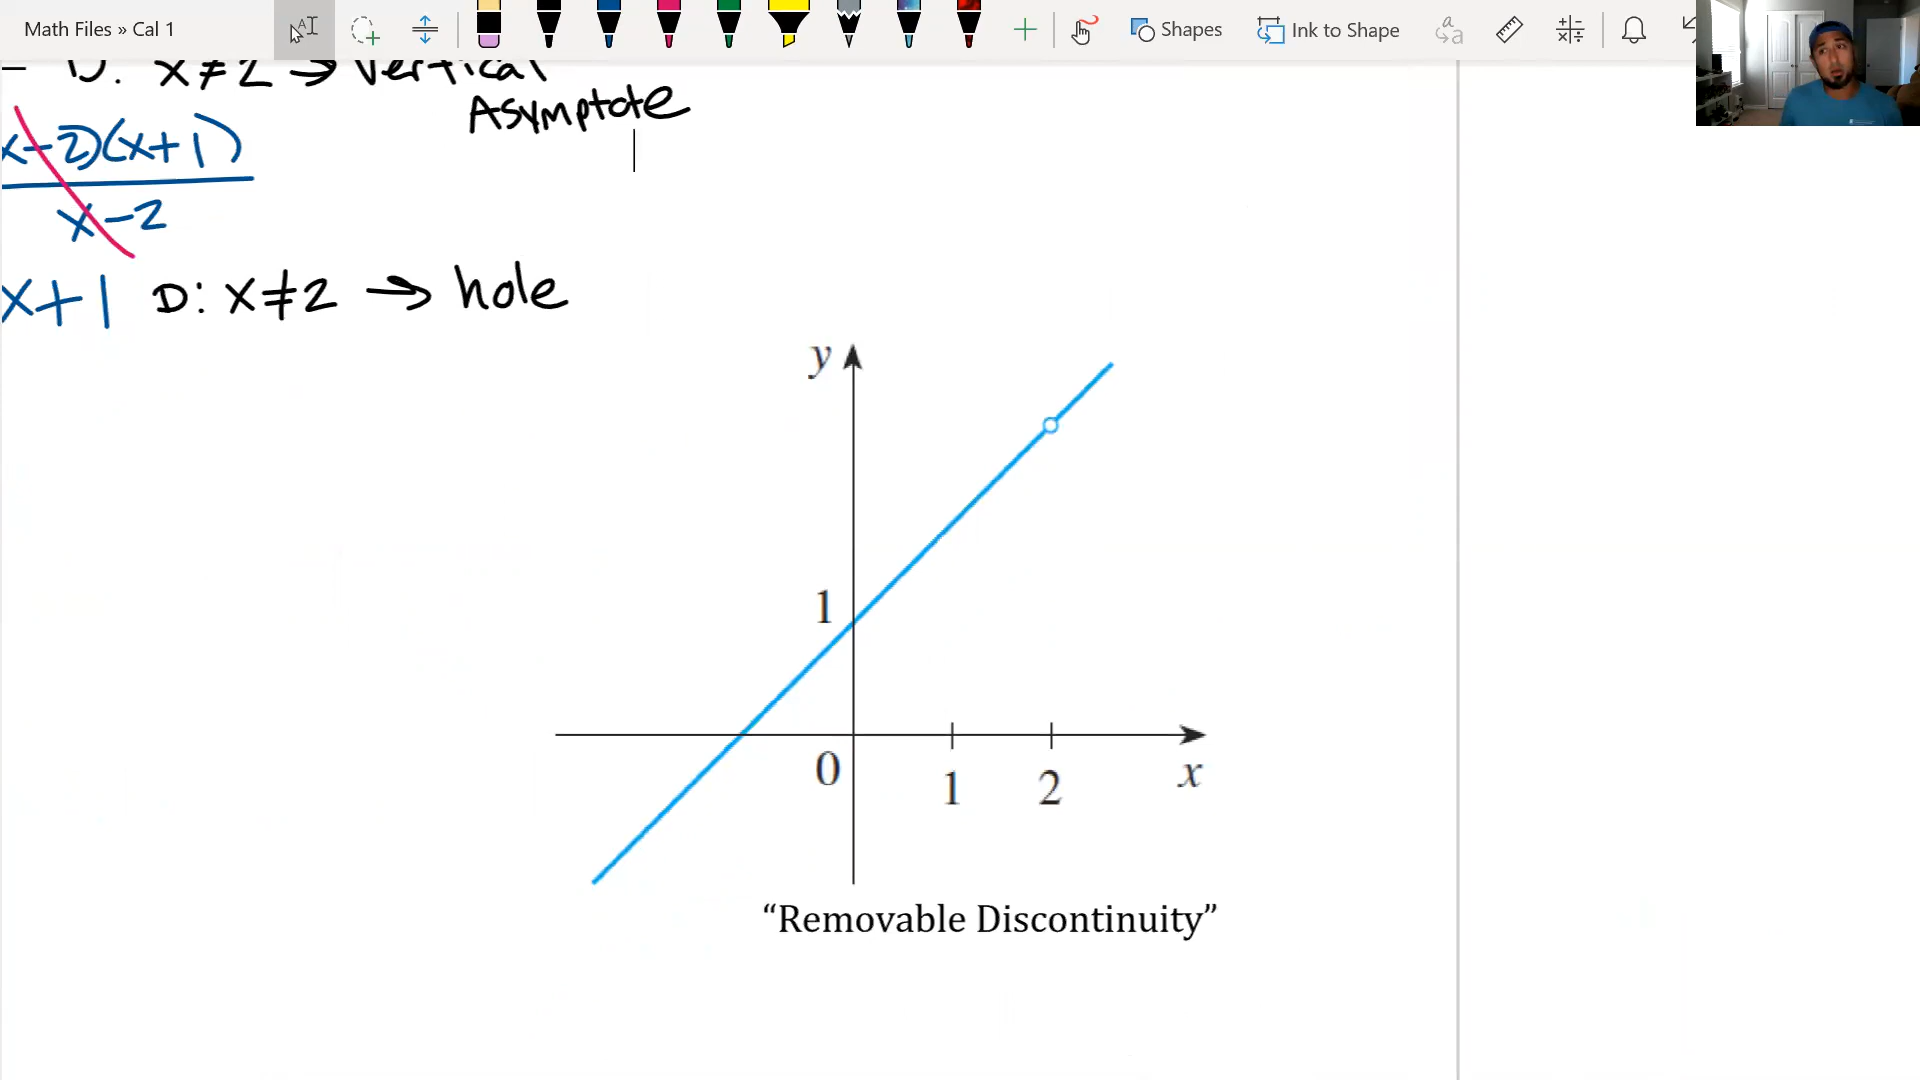 Math Files » Cal 1
Shapes
Ink to Shape
D: x≠2 → vertical
Asymptote
x-2)(x+1)
x-2
x+1 D: x≠2 → hole
y
1
0
1
2
x
“Removable Discontinuity”